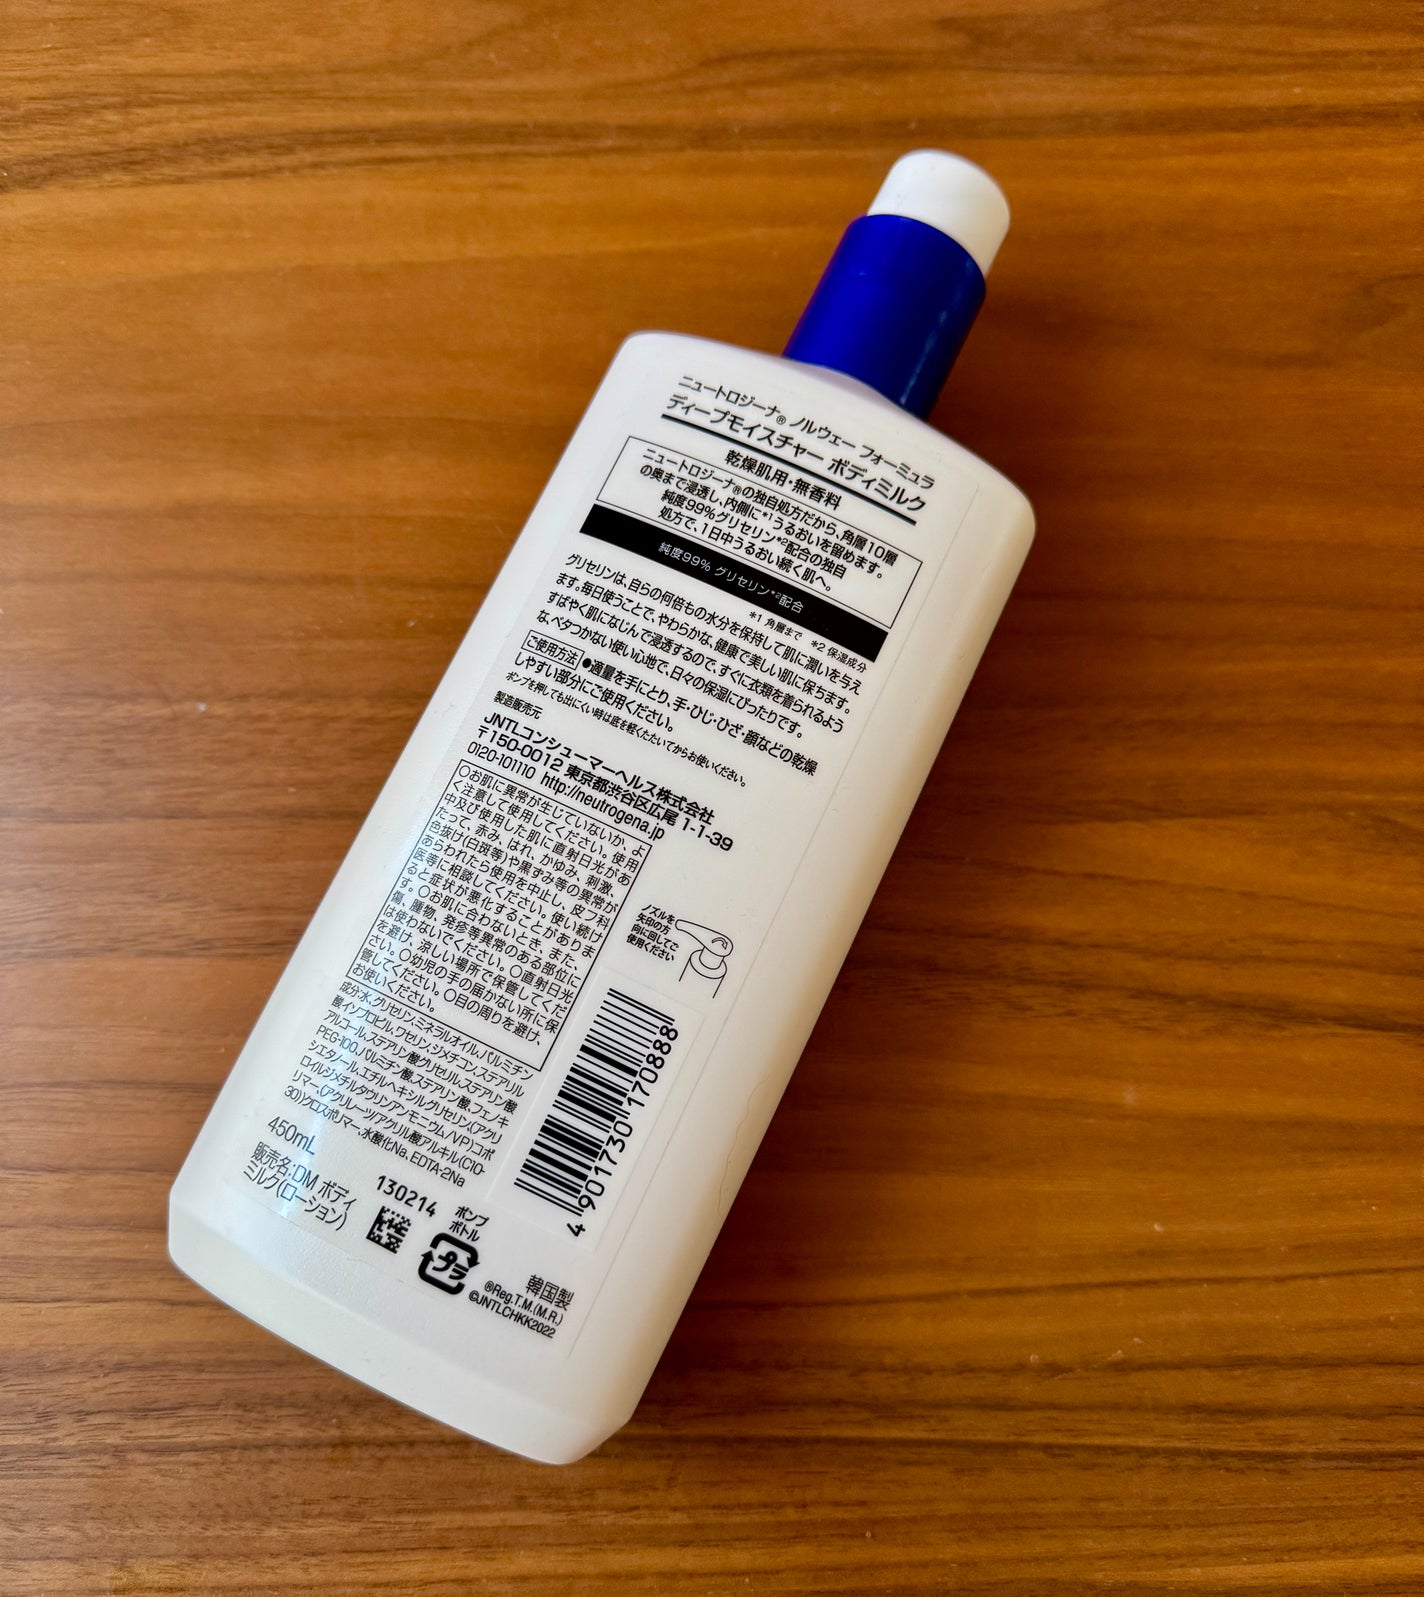 ニュートロジーナ® ノルウェー フォーミュラ
ディープモイスチャー ボディミルク
乾燥肌用・無香料
ニュートロジーナ®の独自処方だから、角層10層
の奥まで浸透し、内側に*1うるおいを留めます。
純度99%グリセリン*2配合の独自
処方で、1日中うるおい続く肌へ。
純度99% グリセリン*2配合
*1 角層まで *2 保湿成分
グリセリンは、自らの何倍もの水分を保持して肌に潤いを与え
ます。毎日使うことで、やわらかな、健康で美しい肌に保ちます。
すばやく肌になじんで浸透するので、すぐに衣類を着られるよう
な、ベタつかない使い心地で、日々の保湿にぴったりです。
ご使用方法 ●適量を手にとり、手・ひじ・ひざ・顔などの乾燥
しやすい部分にご使用ください。
ポンプを押しても出にくい時は底を軽くたたいてからお使いください。
製造販売元
JNTLコンシューマーヘルス株式会社
〒150-0012 東京都渋谷区広尾 1-1-39
0120-101110 http://neutrogena.jp
○お肌に異常が生じていないか、よ
く注意して使用してください。使用
中及び使用した肌に直射日光があ
たって、赤み、はれ、かゆみ、刺激、
色抜け(白斑等)や黒ずみ等の異常が
あらわれたら使用を中止し、皮フ科
医等に相談してください。使い続け
ると症状が悪化することがありま
す。○お肌に合わないとき、また、
傷、腫物、発疹等異常のある部位に
は使わないでください。○直射日光
を避け、涼しい場所で保管してくだ
さい。○幼児の手の届かない所に保
管してください。○目の周りを避け、
お使いください。
ノズルを
矢印の方
向に回してご
使用ください
成分:水、グリセリン、ミネラルオイル、パルミチン
酸イソプロピル、ワセリン、ジメチコン、ステアリル
アルコール、ステアリン酸グリセリル、ステアリン酸
PEG-100、パルミチン酸、ステアリン酸、フェノキ
シエタノール、エチルヘキシルグリセリン、(アクリ
ロイルジメチルタウリンアンモニウム/VP)コポ
リマー、(アクリレーツ/アクリル酸アルキル(C10-
30))クロスポリマー、水酸化Na、EDTA-2Na
4 901730 170888
450mL
販売名:DM ボディ
ミルク(ローション)
130214
ポンプ
ボトル
プラ
韓国製
®Reg.T.M.(M.R.)
©JNTLCHKK2022